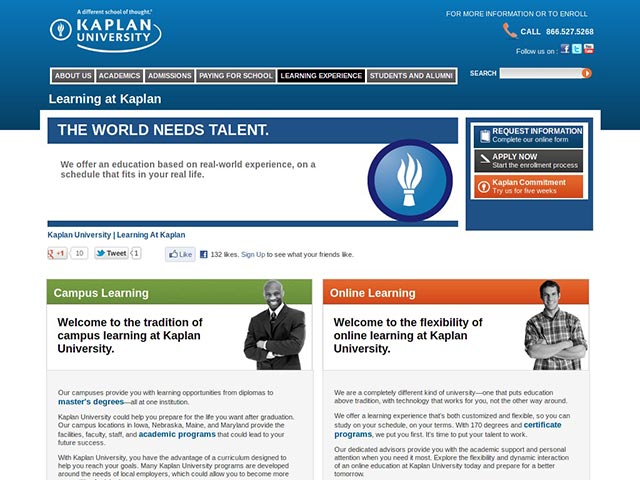 A different school of thought.®
KAPLAN
UNIVERSITY
FOR MORE INFORMATION OR TO ENROLL
CALL 866.527.5268
Follow us on :
ABOUT US ACADEMICS ADMISSIONS PAYING FOR SCHOOL LEARNING EXPERIENCE STUDENTS AND ALUMNI SEARCH
Learning at Kaplan
THE WORLD NEEDS TALENT.
We offer an education based on real-world experience, on a
schedule that fits in your real life.
REQUEST INFORMATION
Complete our online form
APPLY NOW
Start the enrollment process
Kaplan Commitment
Try us for five weeks
Kaplan University | Learning At Kaplan
+1 10 Tweet 1 Like 132 likes. Sign Up to see what your friends like.
Campus Learning
Welcome to the tradition of
campus learning at Kaplan
University.
Our campuses provide you with learning opportunities from diplomas to
master's degrees—all at one institution.
Kaplan University could help you prepare for the life you want after graduation.
Our campus locations in Iowa, Nebraska, Maine, and Maryland provide the
facilities, faculty, staff, and academic programs that could lead to your
future success.
With Kaplan University, you have the advantage of a curriculum designed to
help you reach your goals. Many Kaplan University programs are developed
around the needs of local employers, which could allow you to become more
Online Learning
Welcome to the flexibility of
online learning at Kaplan
University.
We are a completely different kind of university—one that puts education
above tradition, with technology that works for you, not the other way around.
We offer a learning experience that's both customized and flexible, so you can
study on your schedule, on your terms. With 170 degrees and certificate
programs, we put you first. It's time to put your talent to work.
Our dedicated advisors provide you with the academic support and personal
attention when you need it most. Explore the flexibility and dynamic interaction
of an online education at Kaplan University today and prepare for a better
tomorrow.